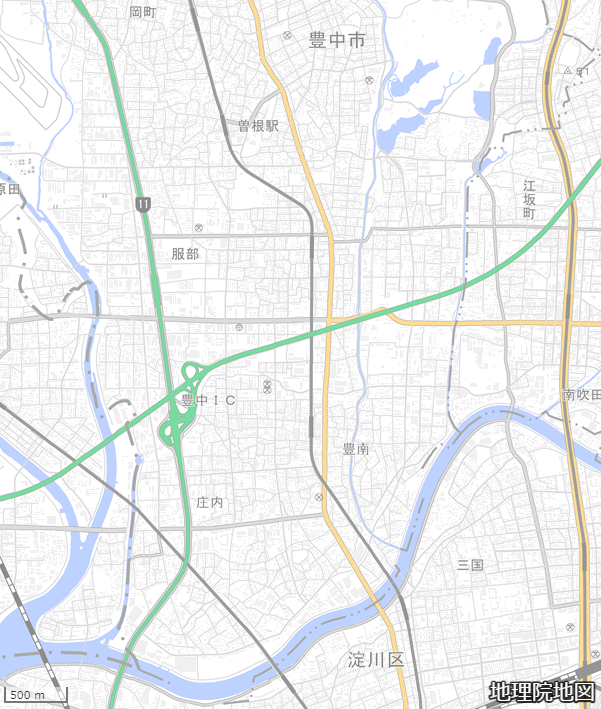 岡町
豊中市
51
曽根駅
原田
江坂町
11
服部
豊中IC
南吹田
豊南
庄内
三国
淀川区
500 m
地理院地図